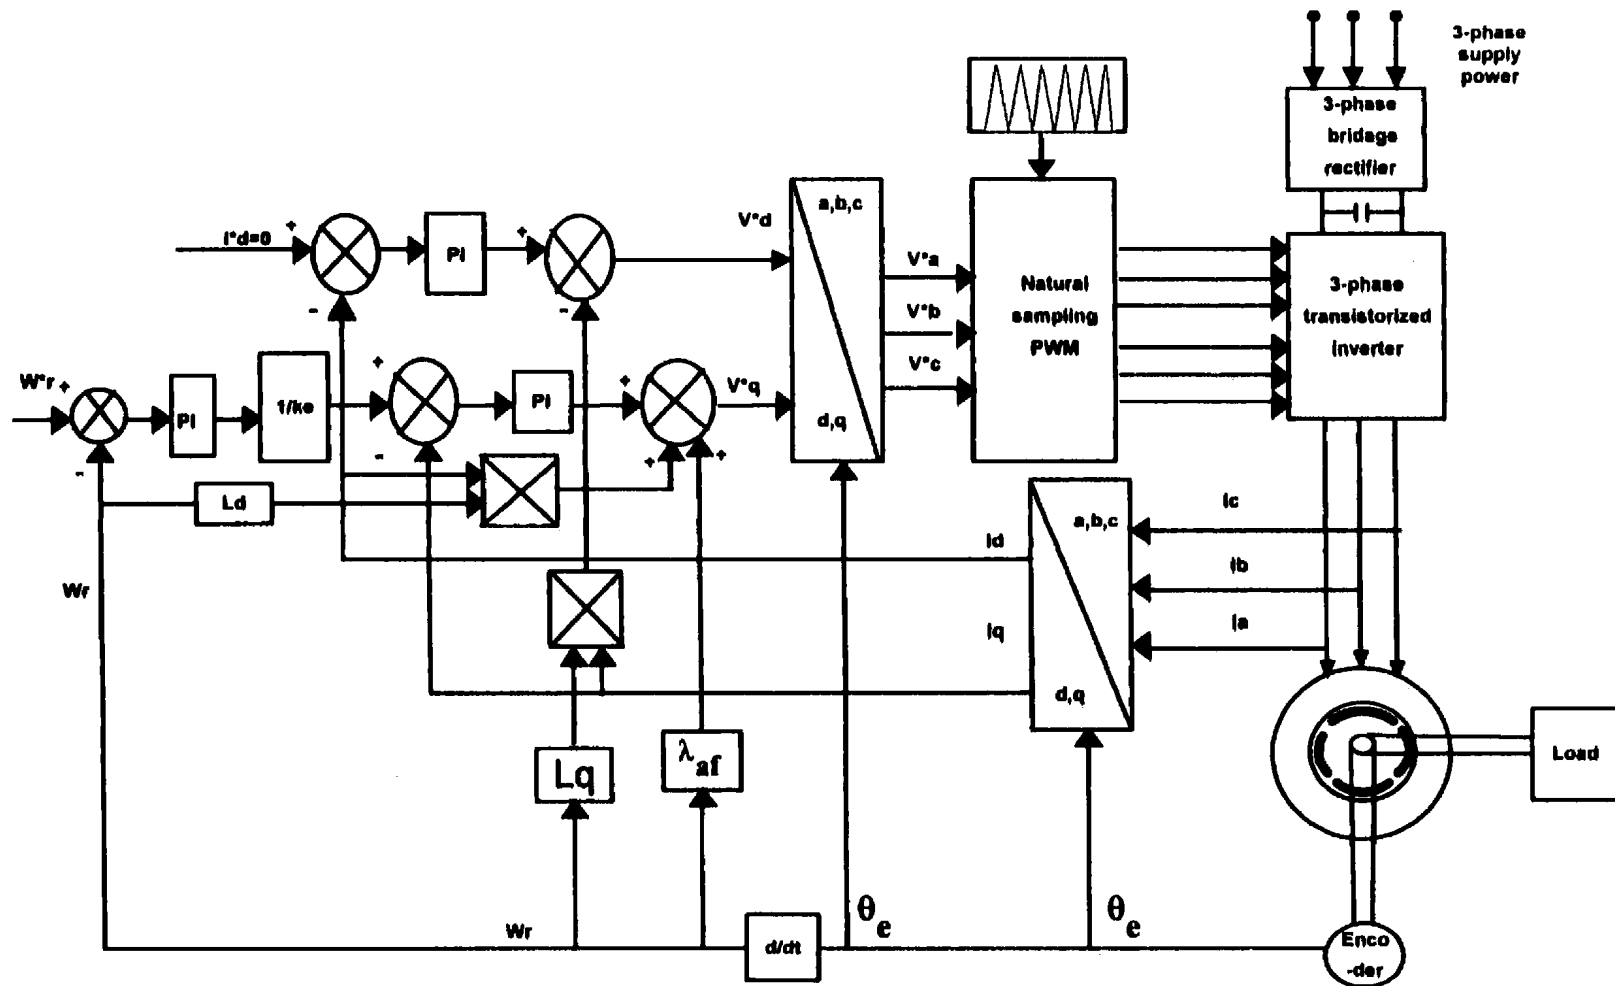 3-phase
supply
power
3-phase
bridage
rectifier
I*d=0
+
-
PI
+
-
V*d
a,b,c
d,q
V*a
V*b
V*c
Natural
sampling
PWM
3-phase
transistorized
inverter
W*r
+
-
PI
1/ke
+
-
PI
+
+
+
V*q
Ld
Wr
Id
Iq
a,b,c
d,q
Ic
Ib
Ia
Lq
λaf
Load
Wr
d/dt
θe
θe
Enco
-der